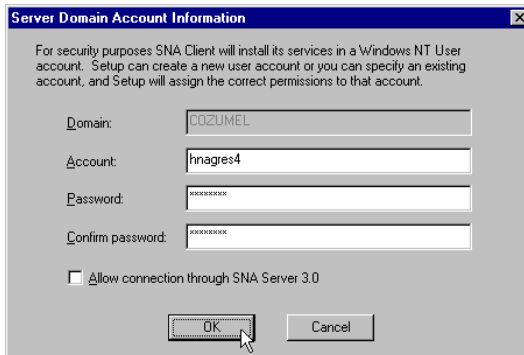 Server Domain Account Information
For security purposes SNA Client will install its services in a Windows NT User
account. Setup can create a new user account or you can specify an existing
account, and Setup will assign the correct permissions to that account.
Domain: COZUMEL
Account: hnagres4
Password: xxxxxxxx
Confirm password: xxxxxxxx
Allow connection through SNA Server 3.0
OK Cancel